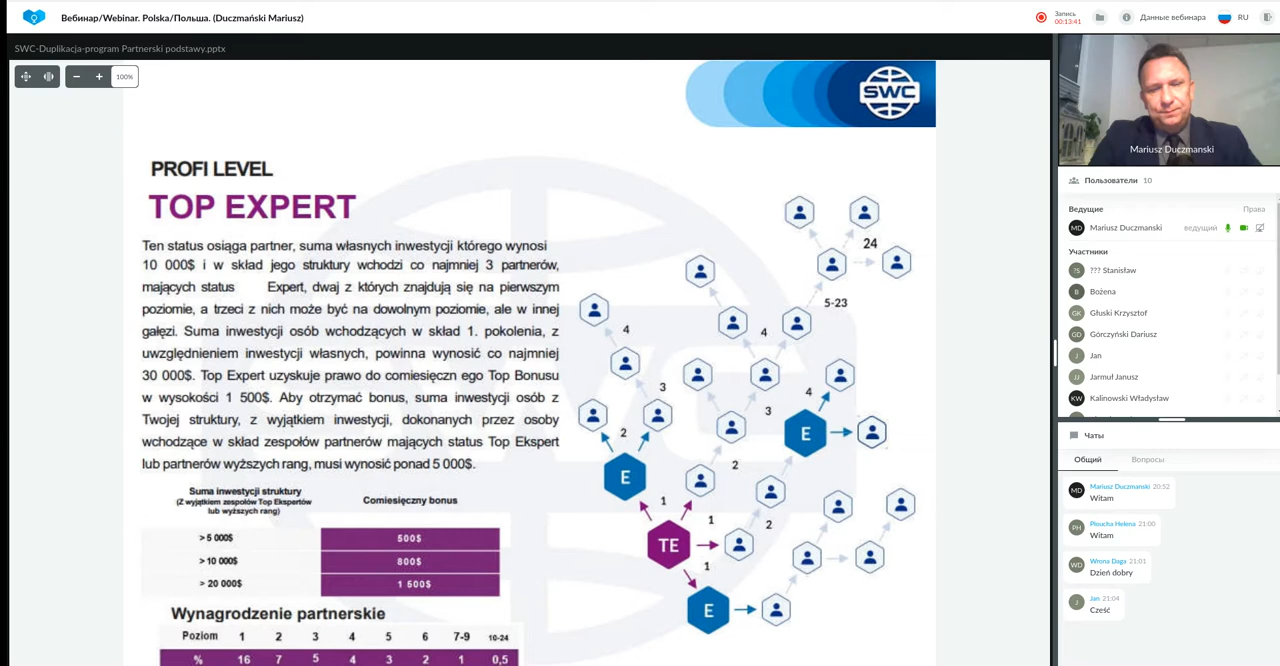 Вебинар/Webinar. Polska/Польша. (Duczmański Mariusz)
Запись
00:13:41
Данные вебинара
RU
SWC-Duplikacja-program Partnerski podstawy.pptx
100%
SWC
PROFI LEVEL
TOP EXPERT
Ten status osiąga partner, suma własnych inwestycji którego wynosi
10 000$ i w skład jego struktury wchodzi co najmniej 3 partnerów,
mających status Expert, dwaj z których znajdują się na pierwszym
poziomie, a trzeci z nich może być na dowolnym poziomie, ale w innej
gałęzi. Suma inwestycji osób wchodzących w skład 1. pokolenia, z
uwzględnieniem inwestycji własnych, powinna wynosić co najmniej
30 000$. Top Expert uzyskuje prawo do comiesięczn ego Top Bonusu
w wysokości 1 500$. Aby otrzymać bonus, suma inwestycji osób z
Twojej struktury, z wyjątkiem inwestycji, dokonanych przez osoby
wchodzące w skład zespołów partnerów mających status Top Ekspert
lub partnerów wyższych rang, musi wynosić ponad 5 000$.
Suma inwestycji struktury
(Z wyjątkiem zespołów Top Ekspertów
lub wyższych rang)
Comiesięczny bonus
> 5 000$ 500$
> 10 000$ 800$
> 20 000$ 1 500$
Wynagrodzenie partnerskie
Poziom 1 2 3 4 5 6 7-9 10-24
% 16 7 5 4 3 2 1 0,5
24
5-23
4
4
3
4
3
2
E
E
2
1
1
2
TE
1
E
Mariusz Duczmanski
Пользователи 10
Ведущие Права
MD Mariusz Duczmanski ведущий
Участники
?S ??? Stanisław
B Bożena
GK Głuski Krzysztof
GD Górczyński Dariusz
J Jan
JJ Jarmuł Janusz
KW Kalinowski Władysław
Чаты
Общий Вопросы
MD Mariusz Duczmanski 20:52
Witam
PH Ploucha Helena 21:00
Witam
WD Wrona Daga 21:01
Dzień dobry
J Jan 21:04
Cześć